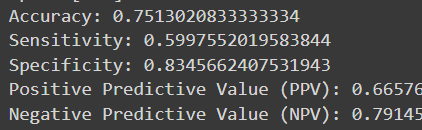 Accuracy: 0.7513020833333334
Sensitivity: 0.5997552019583844
Specificity: 0.8345662407531943
Positive Predictive Value (PPV): 0.66576
Negative Predictive Value (NPV): 0.79145